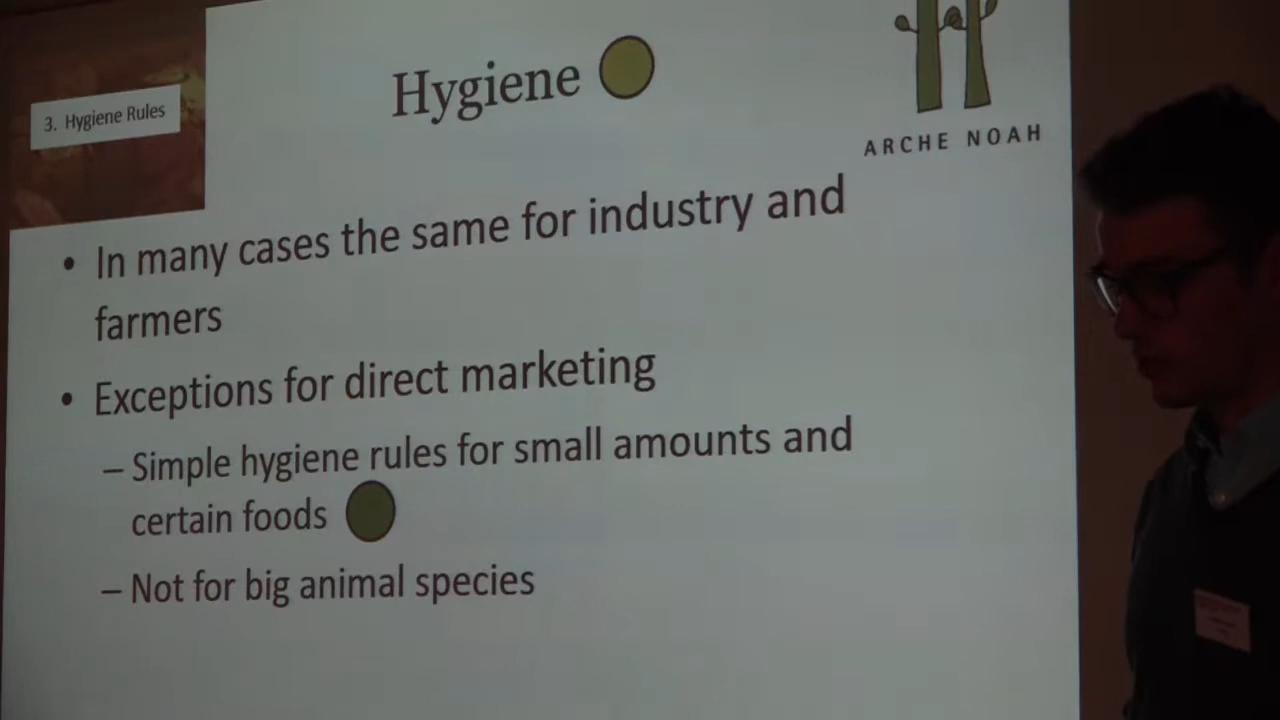 3. Hygiene Rules
Hygiene
ARCHE NOAH
• In many cases the same for industry and
farmers
• Exceptions for direct marketing
– Simple hygiene rules for small amounts and
certain foods
– Not for big animal species